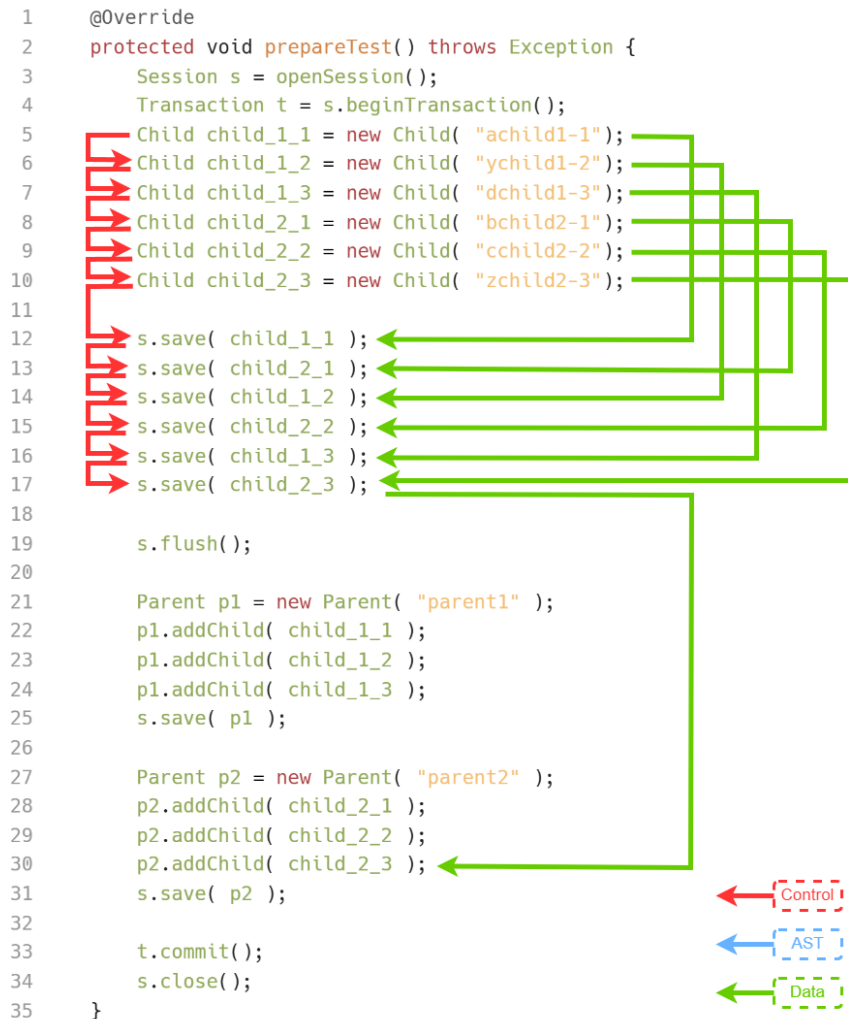 1 @Override
2 protected void prepareTest() throws Exception {
3 Session s = openSession();
4 Transaction t = s.beginTransaction();
5 Child child_1_1 = new Child( "achild1-1");
6 Child child_1_2 = new Child( "ychild1-2");
7 Child child_1_3 = new Child( "dchild1-3");
8 Child child_2_1 = new Child( "bchild2-1");
9 Child child_2_2 = new Child( "cchild2-2");
10 Child child_2_3 = new Child( "zchild2-3");
11
12 s.save( child_1_1 );
13 s.save( child_2_1 );
14 s.save( child_1_2 );
15 s.save( child_2_2 );
16 s.save( child_1_3 );
17 s.save( child_2_3 );
18
19 s.flush();
20
21 Parent p1 = new Parent( "parent1" );
22 p1.addChild( child_1_1 );
23 p1.addChild( child_1_2 );
24 p1.addChild( child_1_3 );
25 s.save( p1 );
26
27 Parent p2 = new Parent( "parent2" );
28 p2.addChild( child_2_1 );
29 p2.addChild( child_2_2 );
30 p2.addChild( child_2_3 );
31 s.save( p2 );
Control
32
33 t.commit();
AST
34 s.close();
Data
35 }